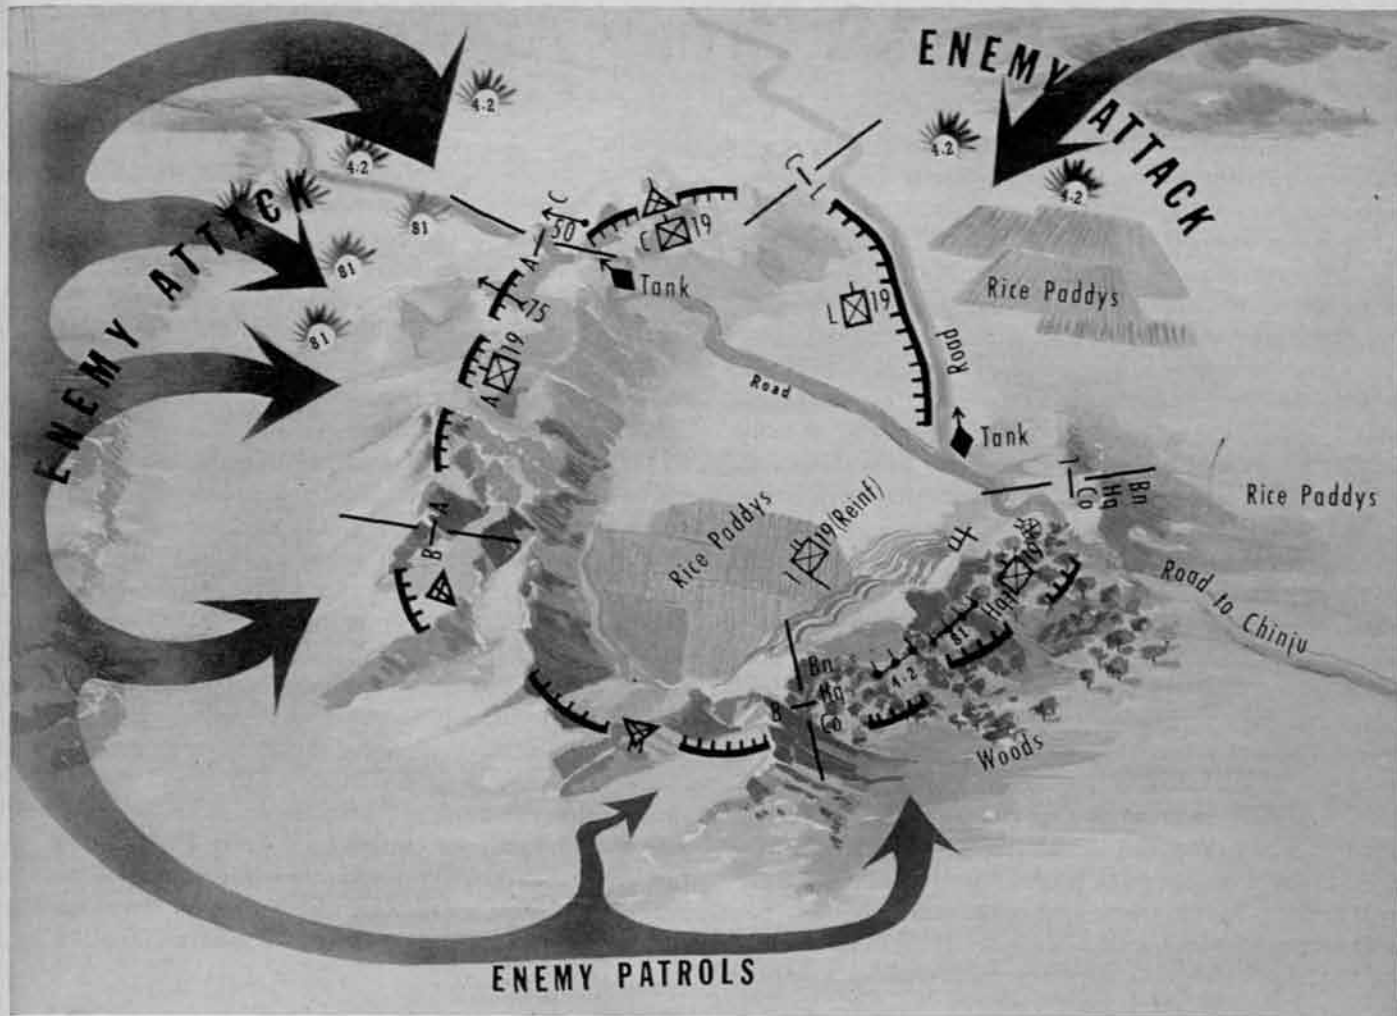 ENEMY ATTACK
ENEMY ATTACK
4.2
4.2
4.2
4.2
81
81
81
C
50
A
C
19
C
L
Tank
75
A
19
L
19
Rice Paddys
Road
Road
Tank
L
Co
Hq
Bn
Rice Paddys
Rice Paddys
1
19 (Reinf)
B-A
Hq
19
Road to Chinju
81
4.2
Bn
Hq
Co
B
Woods
ENEMY PATROLS